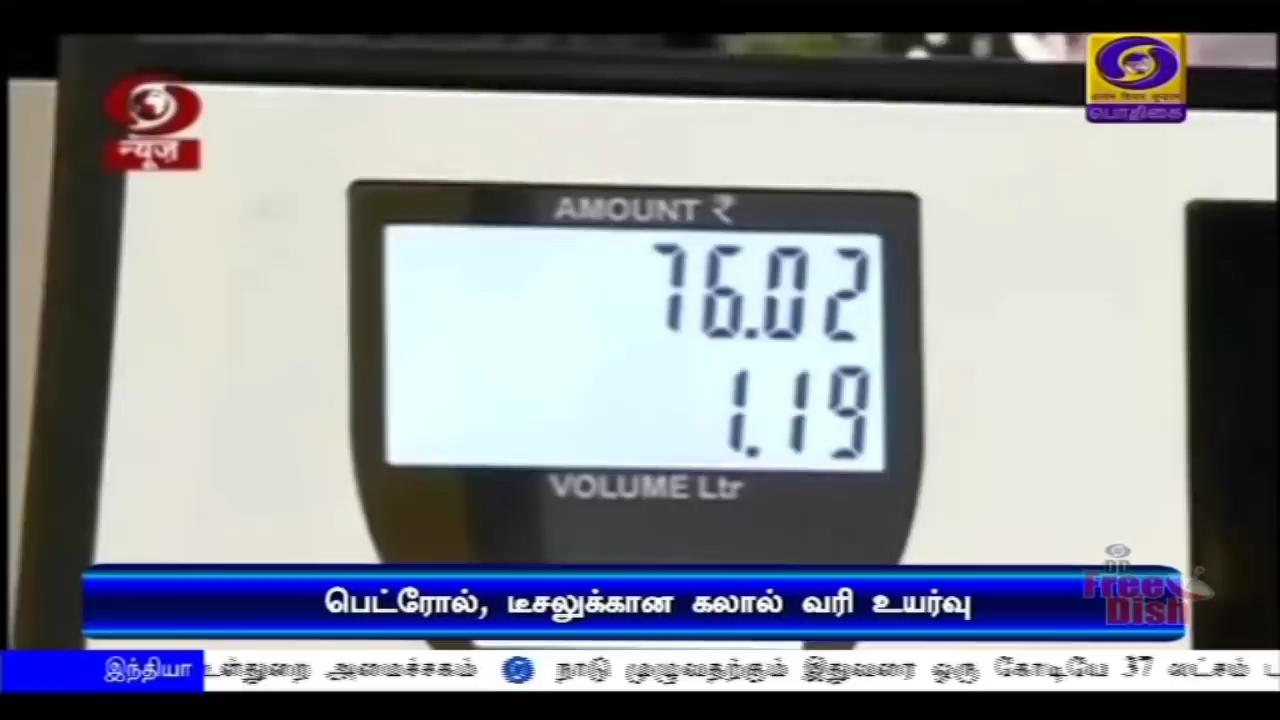 न्यूज़
பொதிகை
AMOUNT ₹
76.02
1.19
VOLUME Ltr
பெட்ரோல், டீசலுக்கான கலால் வரி உயர்வு
DD
Free
Dish
இந்தியா உள்துறை அமைச்சகம் நாடு முழுவதற்கும் இதுவரை ஒரு கோடியே 37 லட்சம்